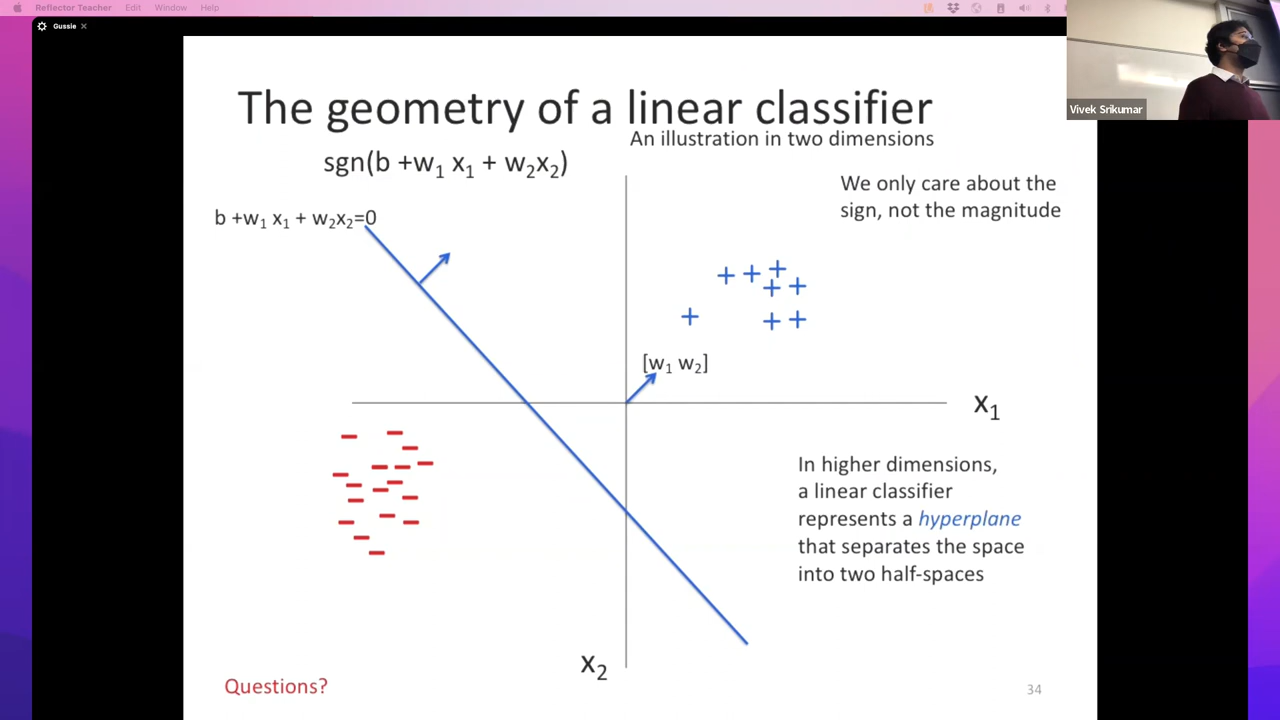 Reflector Teacher Edit Window Help
Gussie
Vivek Srikumar
The geometry of a linear classifier
An illustration in two dimensions
sgn(b +w₁ x₁ + w₂x₂)
We only care about the
sign, not the magnitude
b +w₁ x₁ + w₂x₂=0
[w₁ w₂]
x₁
In higher dimensions,
a linear classifier
represents a hyperplane
that separates the space
into two half-spaces
x₂
Questions?
34